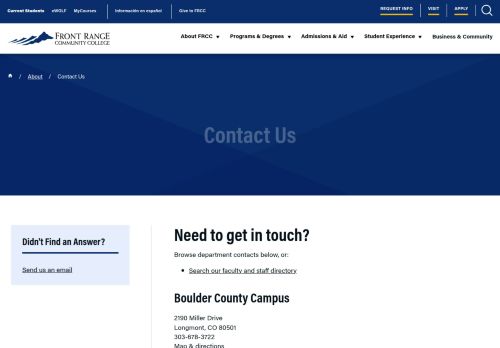 Current Students eWOLF MyCourses Información en español Give to FRCC REQUEST INFO VISIT APPLY
FRONT RANGE
COMMUNITY COLLEGE
About FRCC Programs & Degrees Admissions & Aid Student Experience Business & Community
/ About / Contact Us
Contact Us
Didn't Find an Answer?
Send us an email
Need to get in touch?
Browse department contacts below, or:
• Search our faculty and staff directory
Boulder County Campus
2190 Miller Drive
Longmont, CO 80501
303-678-3722
Map & directions